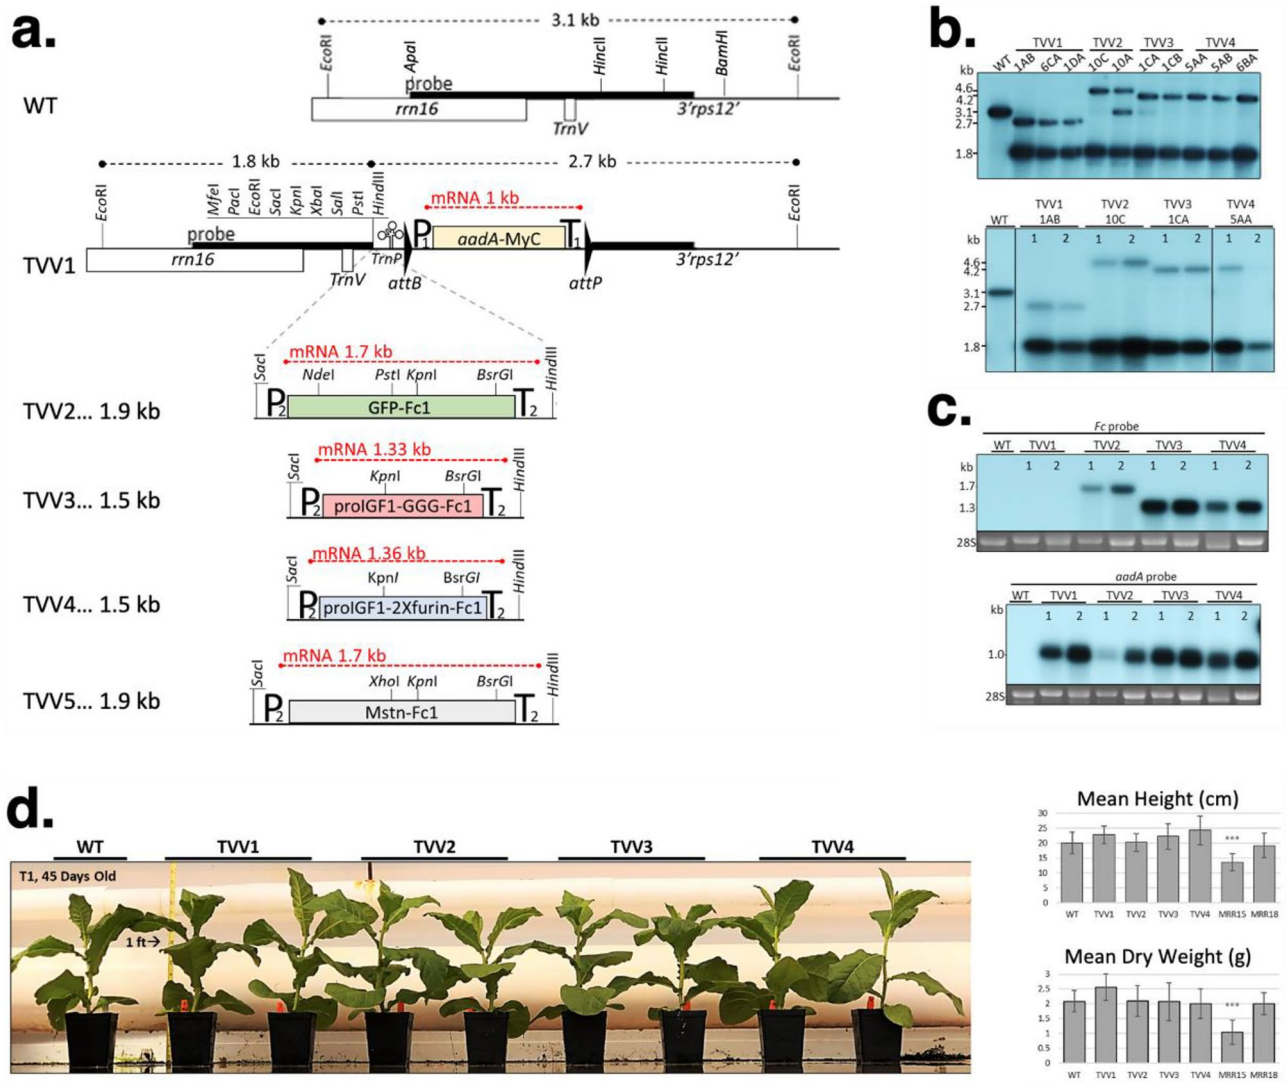 a.
3.1 kb
EcoRI ApaI HincII HincII BamHI EcoRI
probe
WT
rrn16 3'rps12'
TrnV
1.8 kb 2.7 kb
EcoRI MfeI PacI EcoRI SacI KpnI XbaI SalI PstI HindIII EcoRI
mRNA 1 kb
probe P1 aadA-MyC T1
TVV1
rrn16 TrnV TrnP attB attP 3'rps12'
mRNA 1.7 kb
SacI NdeI PstI KpnI BsrGI HindIII
TVV2... 1.9 kb P2 GFP-Fc1 T2
mRNA 1.33 kb
SacI KpnI BsrGI HindIII
TVV3... 1.5 kb P2 proIGF1-GGG-Fc1 T2
mRNA 1.36 kb
SacI KpnI BsrGI HindIII
TVV4... 1.5 kb P2 proIGF1-2Xfurin-Fc1 T2
mRNA 1.7 kb
SacI XhoI KpnI BsrGI HindIII
TVV5... 1.9 kb P2 Mstn-Fc1 T2
b.
TVV1 TVV2 TVV3 TVV4
WT 1AB 6CA 1DA 10C 10A 1CA 1CB 5AA 5AB 6BA
kb
4.6
4.2
3.1
2.7
1.8
TVV1 TVV2 TVV3 TVV4
WT 1AB 10C 1CA 5AA
kb 1 2 1 2 1 2 1 2
4.6
4.2
3.1
2.7
1.8
c.
Fc probe
WT TVV1 TVV2 TVV3 TVV4
kb 1 2 1 2 1 2 1 2
1.7
1.3
28S
aadA probe
WT TVV1 TVV2 TVV3 TVV4
kb 1 2 1 2 1 2 1 2
1.0
28S
d.
WT TVV1 TVV2 TVV3 TVV4
T1, 45 Days Old
1 ft→
Mean Height (cm)
30
25
20
15
10
5
0
***
WT TVV1 TVV2 TVV3 TVV4 MRR15 MRR18
Mean Dry Weight (g)
3
2.5
2
1.5
1
0.5
0
***
WT TVV1 TVV2 TVV3 TVV4 MRR15 MRR18